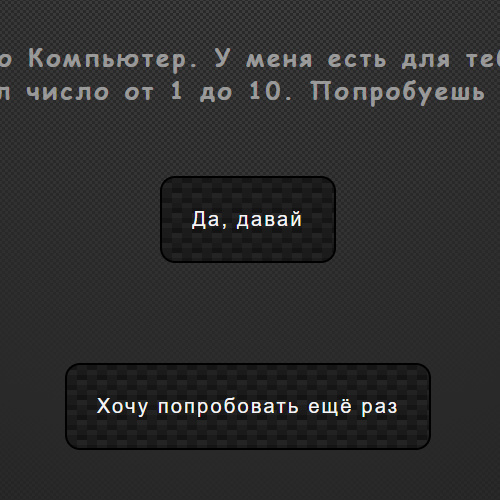 о Компьютер. У меня есть для теб
л число от 1 до 10. Попробуешь
Да, давай
Хочу попробовать ещё раз